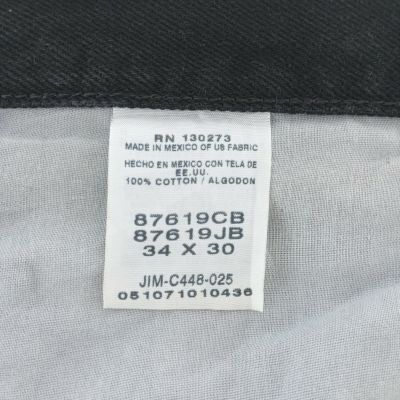 RN 130273
MADE IN MEXICO OF US FABRIC
HECHO EN MEXICO CON TELA DE
EE.UU.
100% COTTON / ALGODON
87619CB
87619JB
34 X 30
JIM-C448-025
051071010436